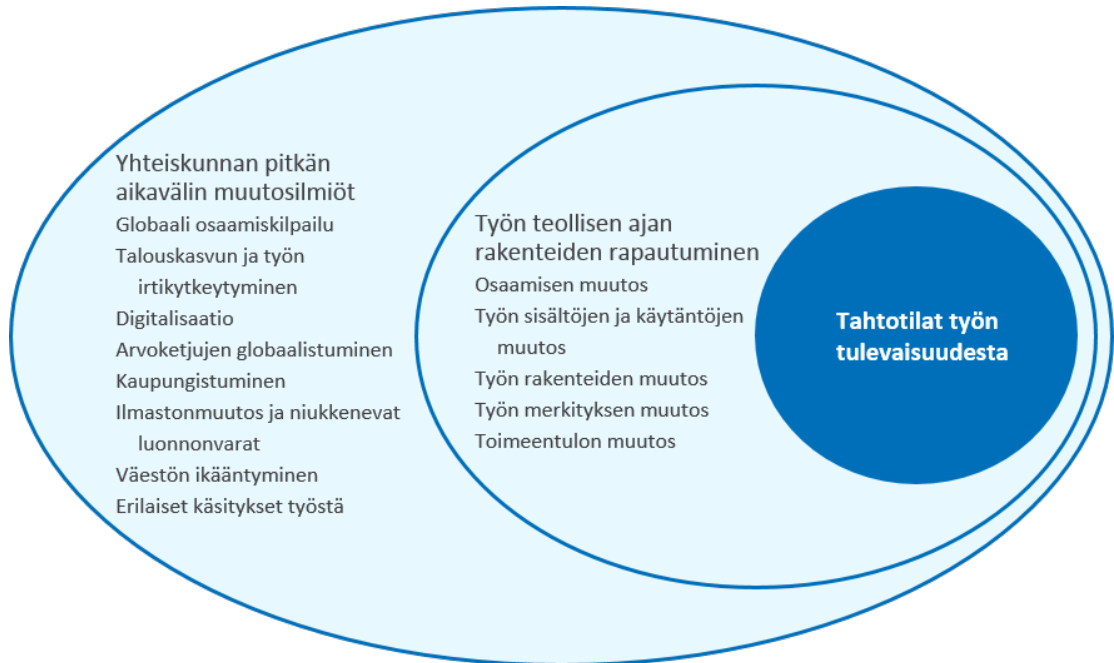 Yhteiskunnan pitkän
aikavälin muutosilmiöt
Globaali osaamiskilpailu
Talouskasvun ja työn
irtikytkeytyminen
Digitalisaatio
Arvoketjujen globaalistuminen
Kaupungistuminen
Ilmastonmuutos ja niukkenevat
luonnonvarat
Väestön ikääntyminen
Erilaiset käsitykset työstä
Työn teollisen ajan
rakenteiden rapautuminen
Osaamisen muutos
Työn sisältöjen ja käytäntöjen
muutos
Työn rakenteiden muutos
Työn merkityksen muutos
Toimeentulon muutos
Tahtotilat työn
tulevaisuudesta